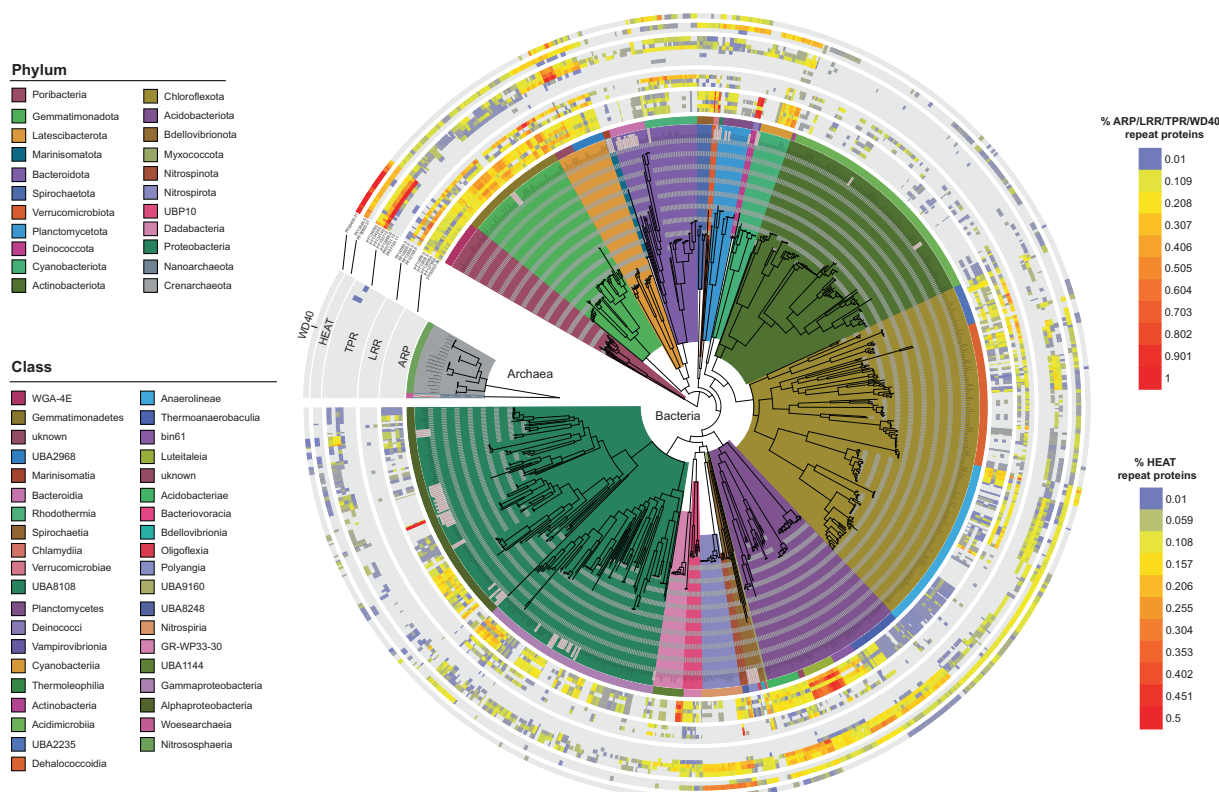 Phylum
Poribacteria
Gemmatimonadota
Latescibacterota
Marinisomatota
Bacteroidota
Spirochaetota
Verrucomicrobiota
Planctomycetota
Deinococcota
Cyanobacteriota
Actinobacteriota
Chloroflexota
Acidobacteriota
Bdellovibrionota
Myxococcota
Nitrospinota
Nitrospirota
UBP10
Dadabacteria
Proteobacteria
Nanoarchaeota
Crenarchaeota
Class
WGA-4E
Gemmatimonadetes
uknown
UBA2968
Marinisomatia
Bacteroidia
Rhodothermia
Spirochaetia
Chlamydiia
Verrucomicrobiae
UBA8108
Planctomycetes
Deinococci
Vampirovibrionia
Cyanobacteriia
Thermoleophilia
Actinobacteria
Acidimicrobiia
UBA2235
Dehalococcoidia
Anaerolineae
Thermoanaerobaculia
bin61
Luteitaleia
uknown
Acidobacteriae
Bacteriovoracia
Bdellovibrionia
Oligoflexia
Polyangia
UBA9160
UBA8248
Nitrospiria
GR-WP33-30
UBA1144
Gammaproteobacteria
Alphaproteobacteria
Woesearchaeia
Nitrososphaeria
WD40
HEAT
TPR
LRR
ARP
Archaea
Bacteria
% ARP/LRR/TPR/WD40
repeat proteins
0.01
0.109
0.208
0.307
0.406
0.505
0.604
0.703
0.802
0.901
1
% HEAT
repeat proteins
0.01
0.059
0.108
0.157
0.206
0.255
0.304
0.353
0.402
0.451
0.5